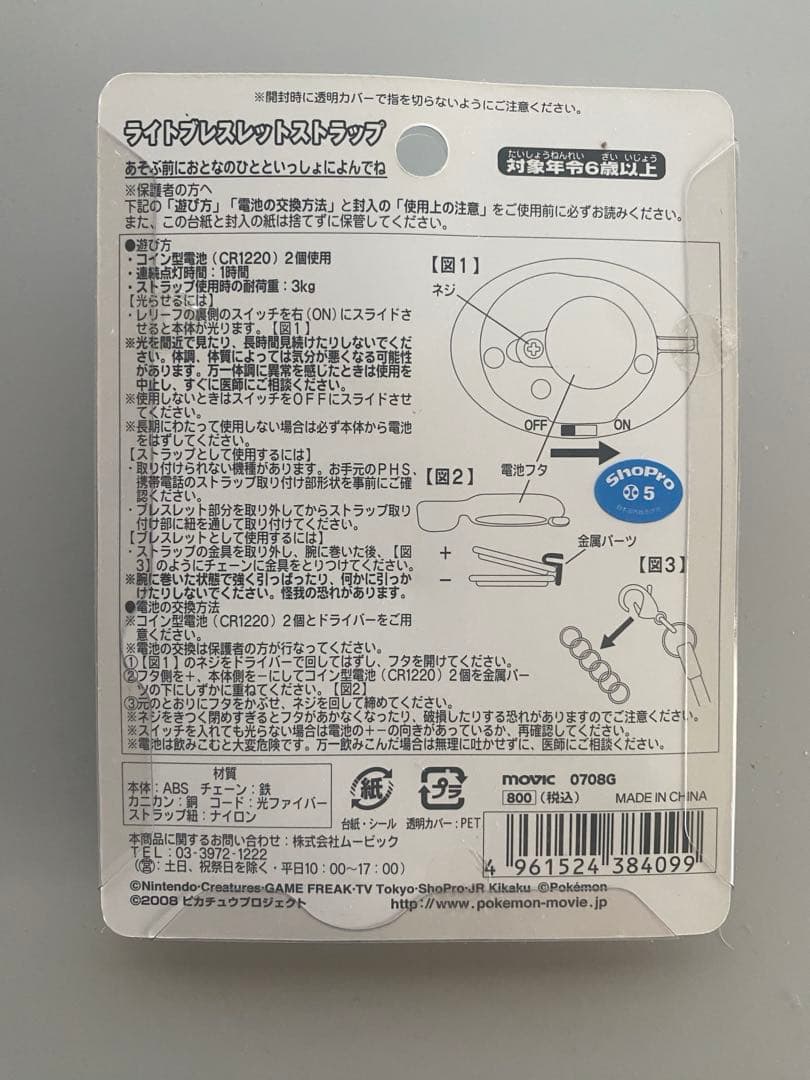 ※開封時に透明カバーで指を切らないようにご注意ください。
ライトブレスレットストラップ
たいしょうねんれい さい いじょう
対象年令6歳以上
あそぶ前におとなのひとといっしょによんでね
※保護者の方へ
下記の「遊び方」「電池の交換方法」と封入の「使用上の注意」をご使用前に必ずお読みください。
また、この台紙と封入の紙は捨てずに保管してください。
●遊び方
・コイン型電池(CR1220)2個使用
・連続点灯時間:1時間
・ストラップ使用時の耐荷重:3kg
【光らせるには】
・レリーフの裏側のスイッチを右(ON)にスライドさ
せると本体が光ります。【図1】
※光を間近で見たり、長時間見続けたりしないでくだ
さい。体調、体質によっては気分が悪くなる可能性
があります。万一体調に異常を感じたときは使用を
中止し、すぐに医師にご相談ください。
※使用しないときはスイッチをOFFにスライドさせ
てください。
※長期にわたって使用しない場合は必ず本体から電池
をはずしてください。
【ストラップとして使用するには】
・取り付けられない機種があります。お手元のPHS、
携帯電話のストラップ取り付け部形状を事前にご確
認ください。
・ブレスレット部分を取り外してからストラップ取り
付け部に紐を通して取り付けてください。
【ブレスレットとして使用するには】
・ストラップの金具を取り外し、腕に巻いた後、【図
3】のようにチェーンに金具をとりつけてください。
※腕に巻いた状態で強く引っぱったり、何かに引っか
けたりしないでください。怪我の恐れがあります。
●電池の交換方法
※コイン型電池(CR1220)2個とドライバーをご用
意ください。
※電池の交換は保護者の方が行なってください。
①【図1】のネジをドライバーで回してはずし、フタを開けてください。
②フタ側を+、本体側を−にしてコイン型電池(CR1220)2個を金属パー
ツの下にしずかに重ねてください。【図2】
③元のとおりにフタをかぶせ、ネジを回して締めてください。
※ネジをきつく閉めすぎるとフタがあかなくなったり、破損したりする恐れがありますのでご注意ください。
※スイッチを入れても光らない場合は電池の+−の向きがあっているか、再確認してください。
※電池は飲みこむと大変危険です。万一飲みこんだ場合は無理に吐かせずに、医師にご相談ください。
【図1】
ネジ
OFF
ON
電池フタ
ShoPro
5
【図2】
+
−
金属パーツ
【図3】
材質
本体:ABS チェーン:鉄
カニカン:銅 コード:光ファイバー
ストラップ紐:ナイロン
紙
台紙・シール
プラ
透明カバー:PET
movic 0708G
800(税込) MADE IN CHINA
本商品に関するお問い合わせ:株式会社ムービック
TEL:03-3972-1222
(営:土日、祝祭日を除く・平日10:00〜17:00)
4 961524 384099
©Nintendo・Creatures・GAME FREAK・TV Tokyo・ShoPro・JR Kikaku ©Pokémon
©2008 ピカチュウプロジェクト
http://www.pokemon-movie.jp